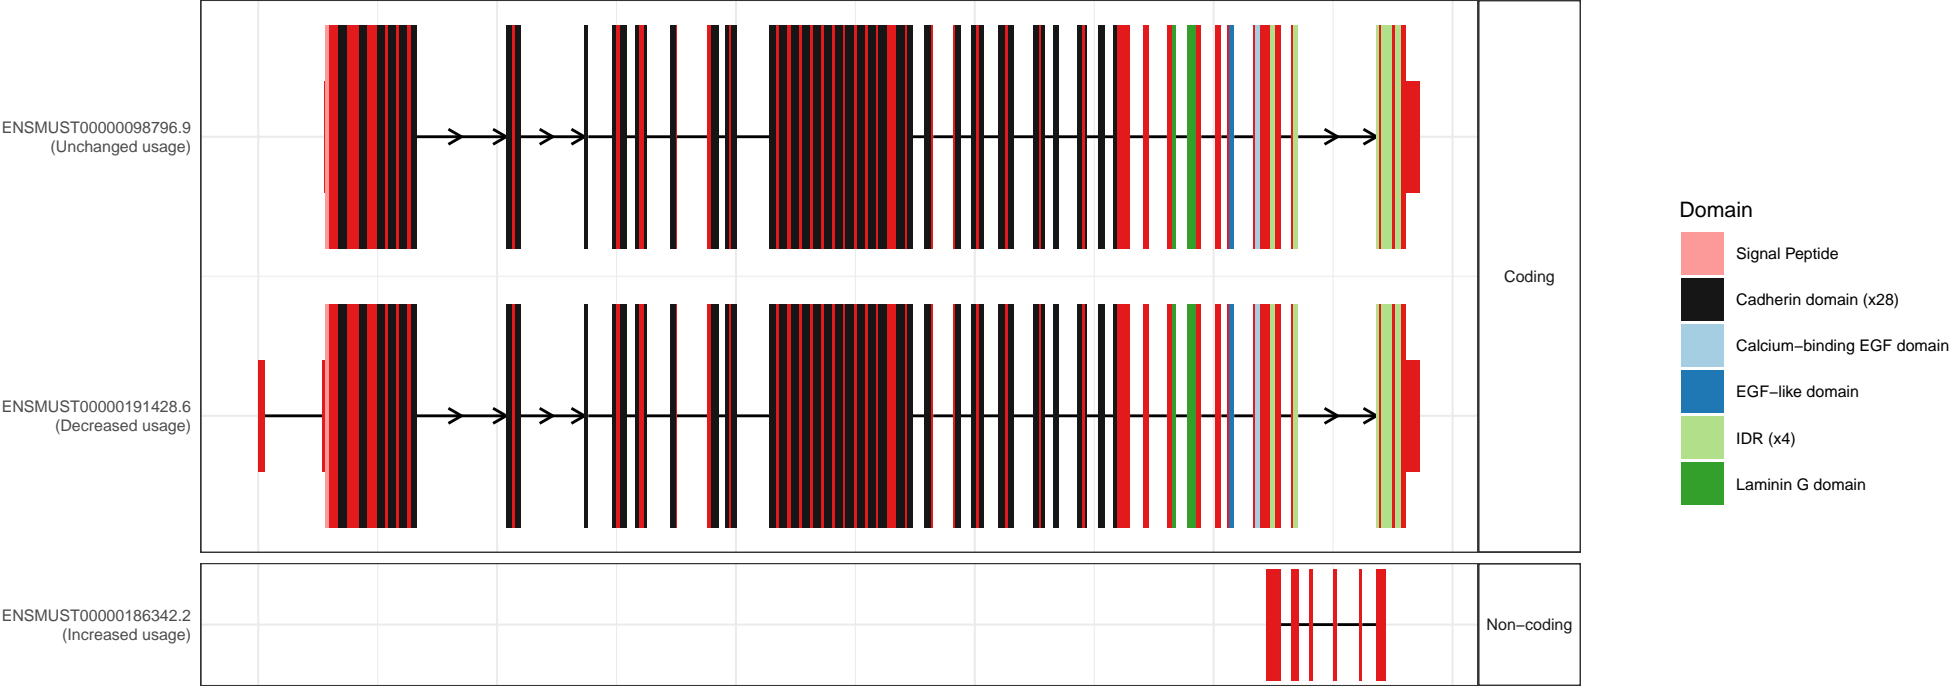 ENSMUST00000098796.9
(Unchanged usage)
ENSMUST00000191428.6
(Decreased usage)
Coding
ENSMUST00000186342.2
(Increased usage)
Non−coding
Domain
Signal Peptide
Cadherin domain (x28)
Calcium−binding EGF domain
EGF−like domain
IDR (x4)
Laminin G domain